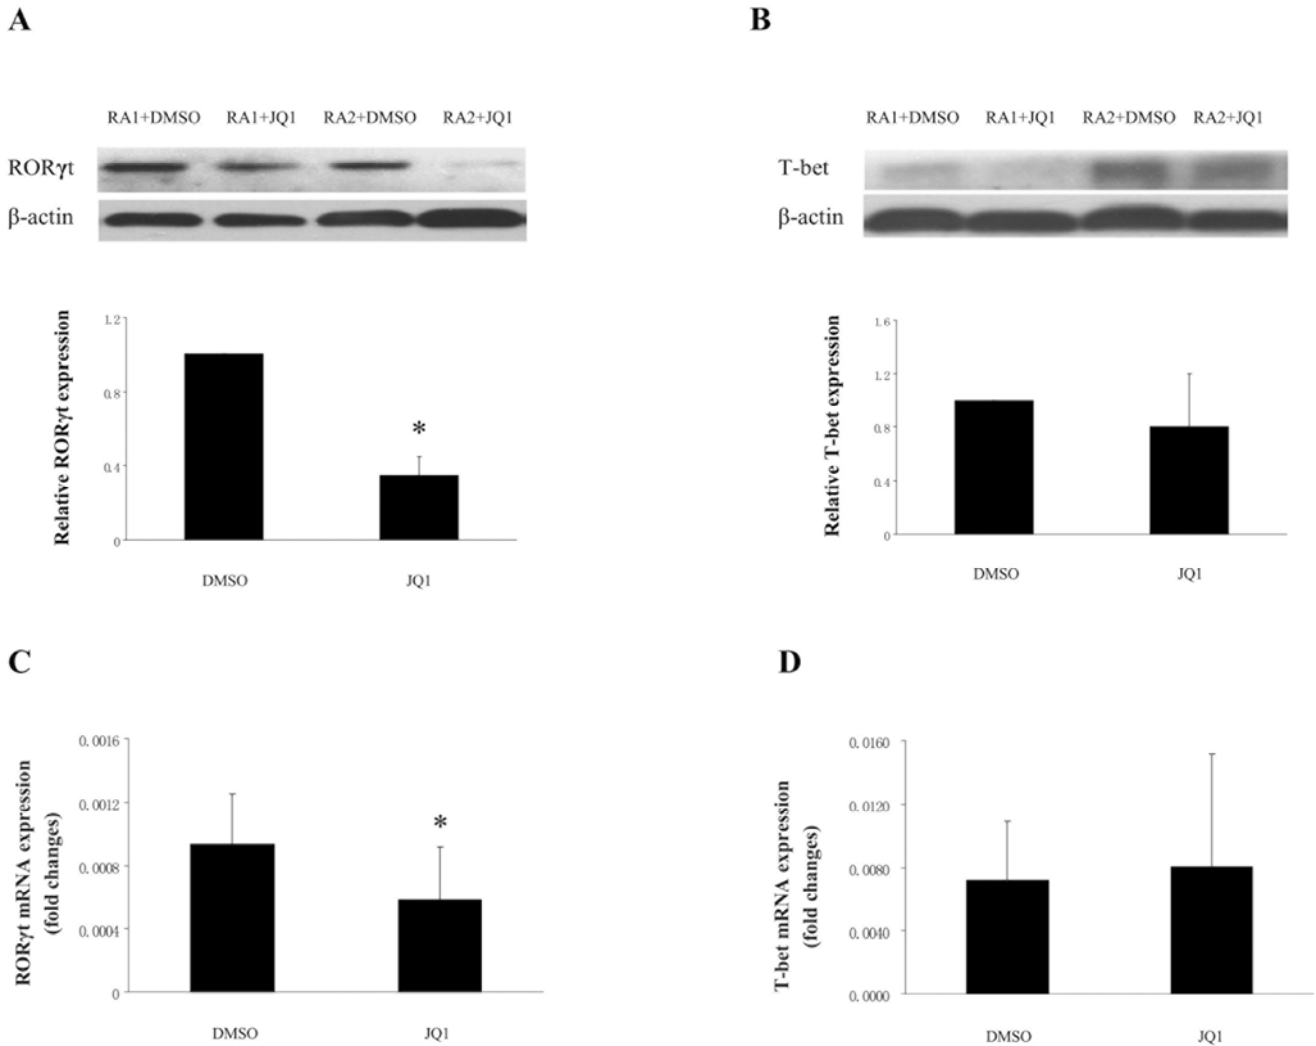 A
B
RA1+DMSO RA1+JQ1 RA2+DMSO RA2+JQ1
RORγt
β-actin
RA1+DMSO RA1+JQ1 RA2+DMSO RA2+JQ1
T-bet
β-actin
Relative RORγt expression
1.2
0.8
*
0.4
0
DMSO JQ1
Relative T-bet expression
1.6
1.2
0.8
0.4
0
DMSO JQ1
C
D
RORγt mRNA expression
(fold changes)
0.0016
0.0012
*
0.0008
0.0004
0
DMSO JQ1
T-bet mRNA expression
(fold changes)
0.0160
0.0120
0.0080
0.0040
0.0000
DMSO JQ1